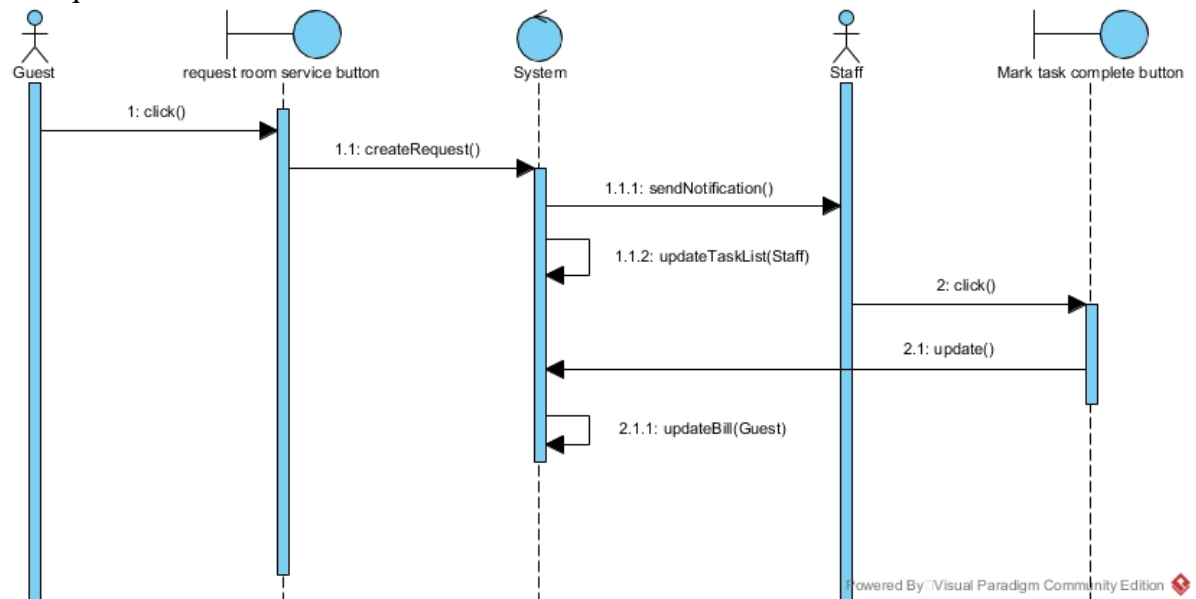 Guest
request room service button
System
Staff
Mark task complete button
1: click()
1.1: createRequest()
1.1.1: sendNotification()
1.1.2: updateTaskList(Staff)
2: click()
2.1: update()
2.1.1: updateBill(Guest)
Powered By Visual Paradigm Community Edition